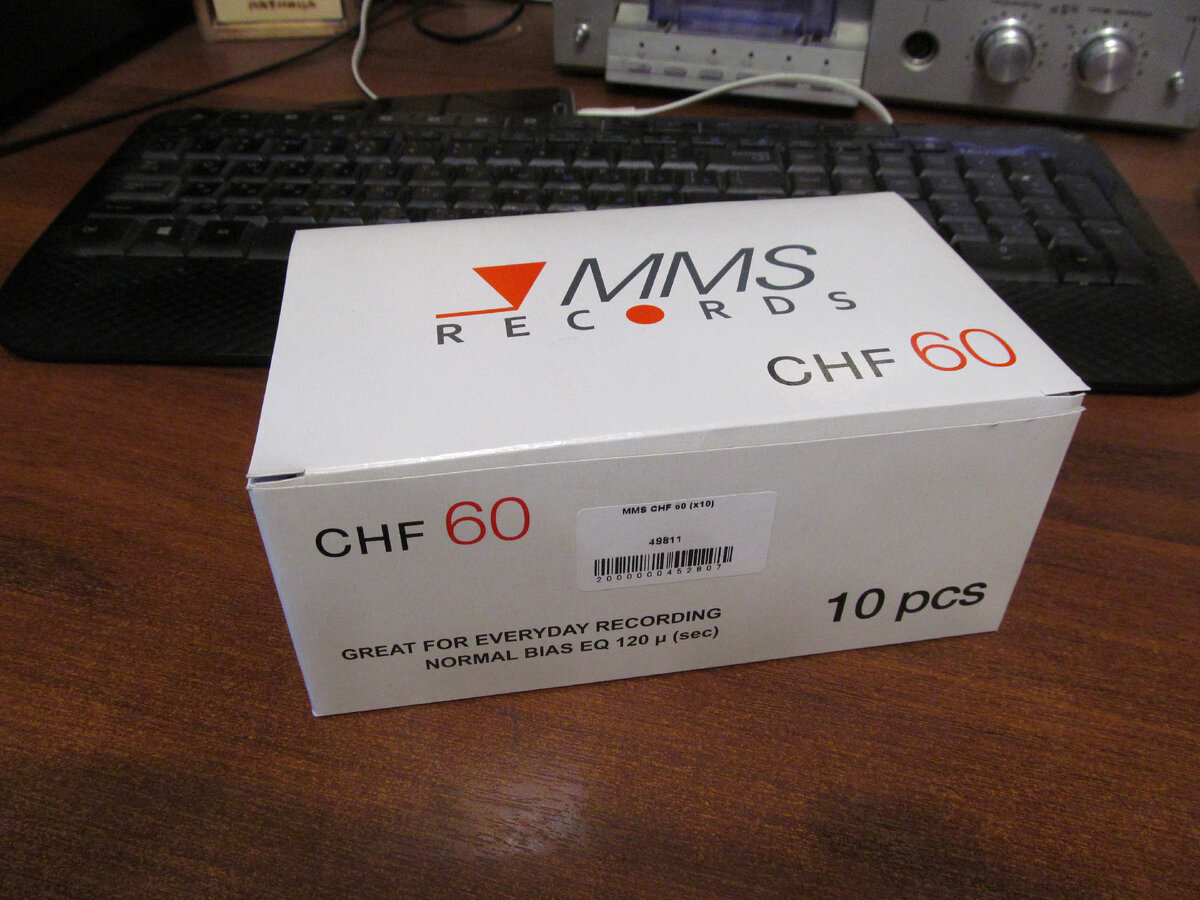 MMS
RECORDS
CHF 60
CHF 60
MMS CHF 60 (x10)
49811
2000000452807
GREAT FOR EVERYDAY RECORDING
NORMAL BIAS EQ 120 µ (sec)
10 pcs